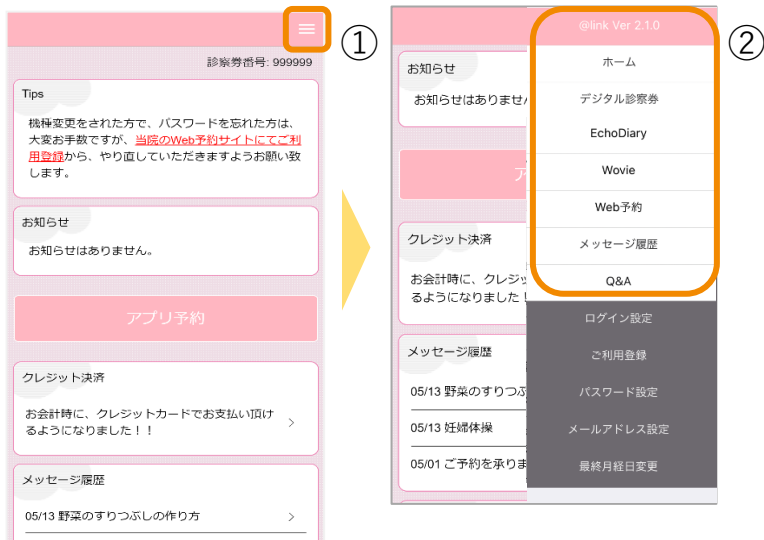 ①
診察券番号: 999999
Tips
機種変更をされた方で、パスワードを忘れた方は、
大変お手数ですが、当院のWeb予約サイトにてご利
用登録から、やり直していただきますようお願い致
します。
お知らせ
お知らせはありません。
アプリ予約
クレジット決済
お会計時に、クレジットカードでお支払い頂け
るようになりました！！
メッセージ履歴
05/13 野菜のすりつぶしの作り方
②
お知らせ
お知らせはありませ
ア
クレジット決済
お会計時に、クレジッ
るようになりました
メッセージ履歴
05/13 野菜のすりつぶ
05/13 妊婦体操
05/01 ご予約を承りま
@link Ver 2.1.0
ホーム
デジタル診察券
EchoDiary
Wovie
Web予約
メッセージ履歴
Q&A
ログイン設定
ご利用登録
パスワード設定
メールアドレス設定
最終月経日変更